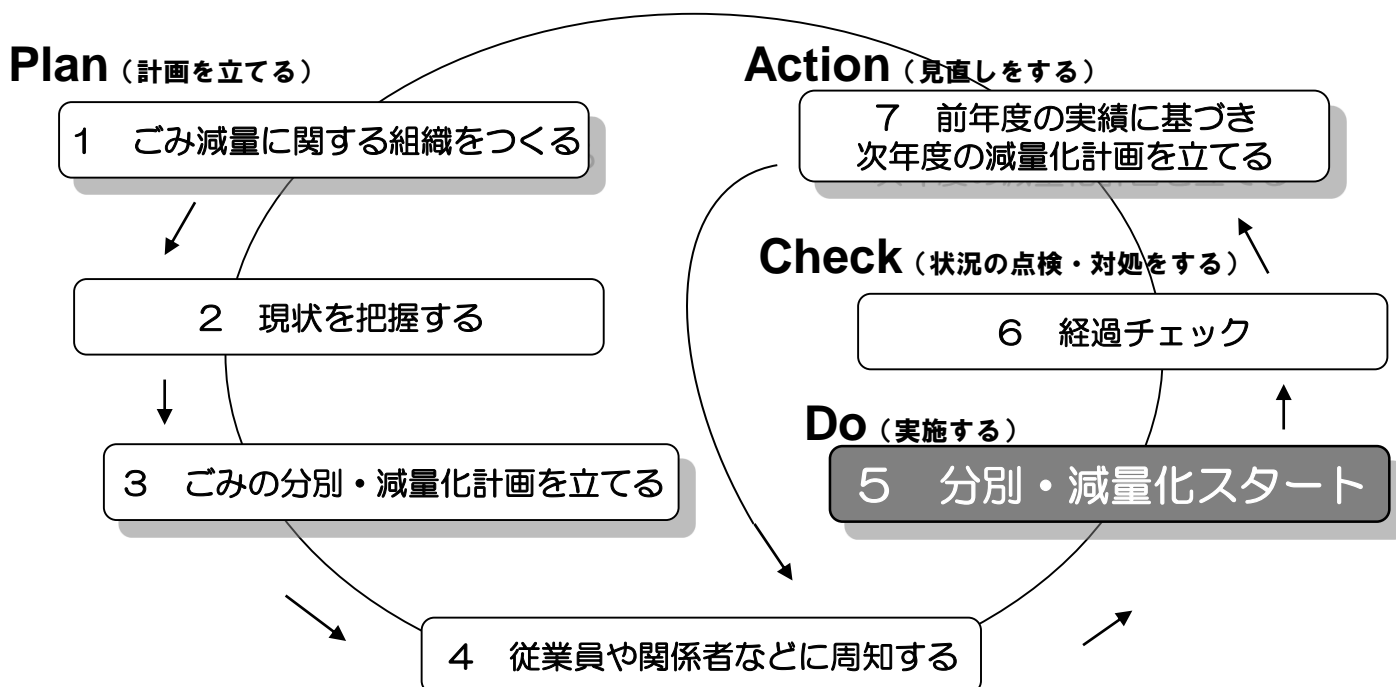 Plan（計画を立てる）
１　ごみ減量に関する組織をつくる
２　現状を把握する
３　ごみの分別・減量化計画を立てる
４　従業員や関係者などに周知する
Do（実施する）
５　分別・減量化スタート
Check（状況の点検・対処をする）
６　経過チェック
Action（見直しをする）
７　前年度の実績に基づき
次年度の減量化計画を立てる